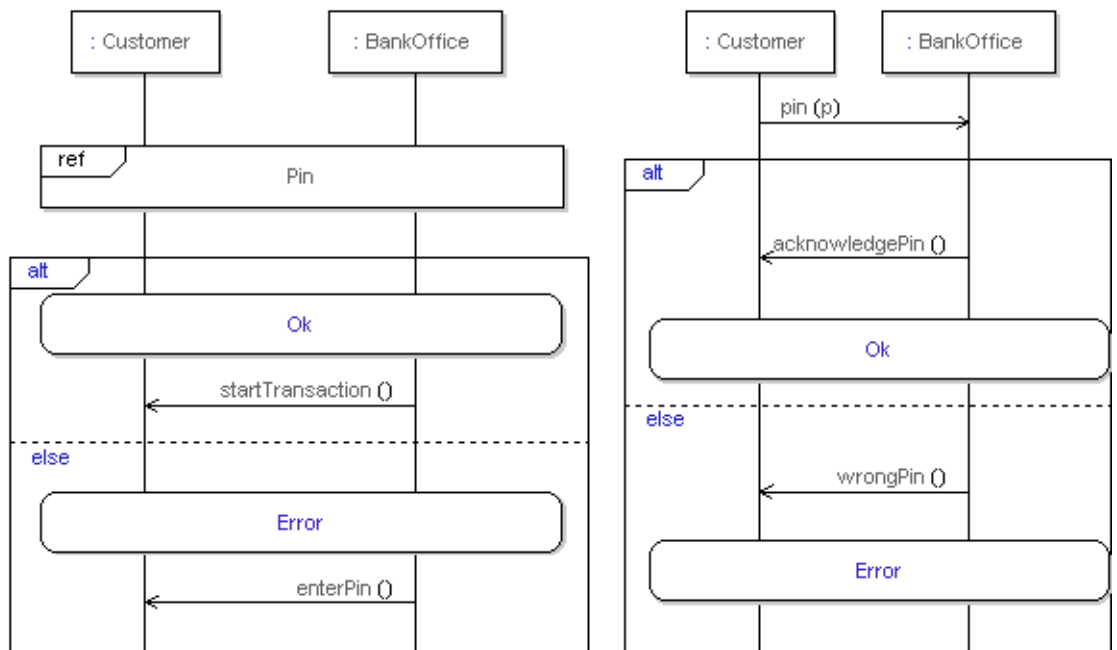 : Customer
: BankOffice
ref
Pin
alt
Ok
startTransaction ()
else
Error
enterPin ()
: Customer
: BankOffice
pin (p)
alt
acknowledgePin ()
Ok
else
wrongPin ()
Error